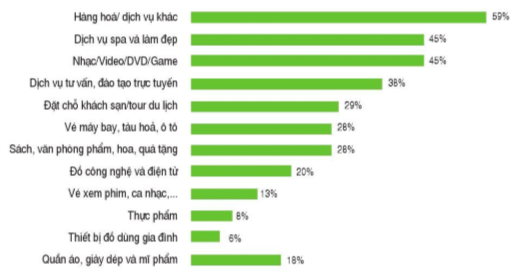 Hàng hoá/ dịch vụ khác 59%
Dịch vụ spa và làm đẹp 45%
Nhạc/Video/DVD/Game 45%
Dịch vụ tư vấn, đào tạo trực tuyến 38%
Đặt chỗ khách sạn/tour du lịch 29%
Vé máy bay, tàu hoả, ô tô 28%
Sách, văn phòng phẩm, hoa, quà tặng 28%
Đồ công nghệ và điện tử 20%
Vé xem phim, ca nhạc,... 13%
Thực phẩm 8%
Thiết bị đồ dùng gia đình 6%
Quần áo, giày dép và mĩ phẩm 18%